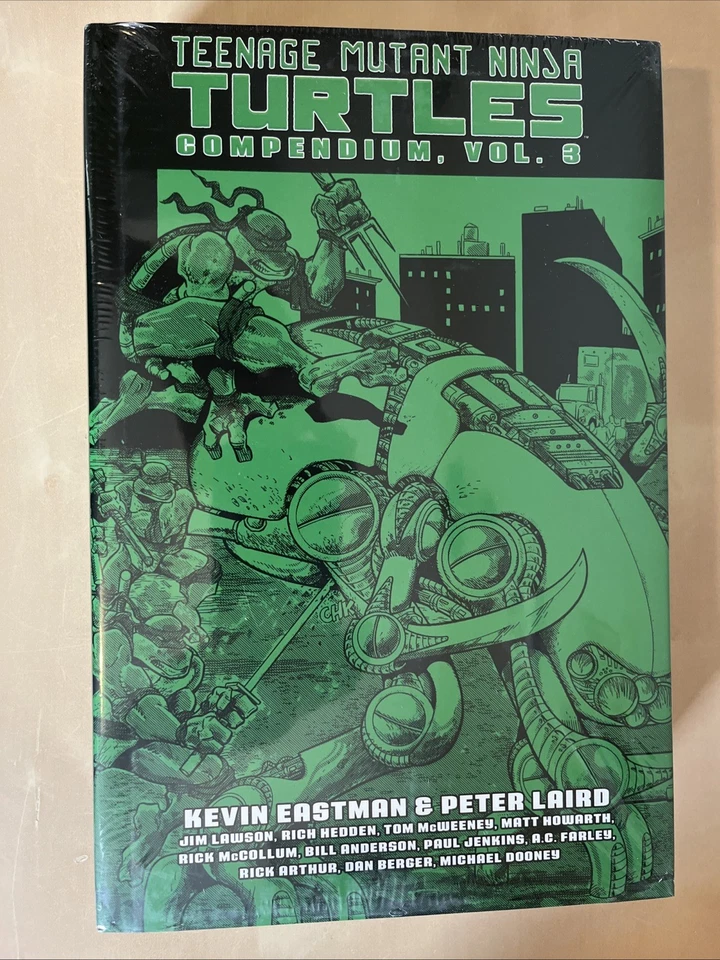 TEENAGE MUTANT NINJA
TURTLES
COMPENDIUM, VOL. 3
CHK
KEVIN EASTMAN & PETER LAIRD
JIM LAWSON, RICH HEDDEN, TOM McWEENEY, MATT HOWARTH,
RICK McCOLLUM, BILL ANDERSON, PAUL JENKINS, A.C. FARLEY,
RICK ARTHUR, DAN BERGER, MICHAEL DOONEY